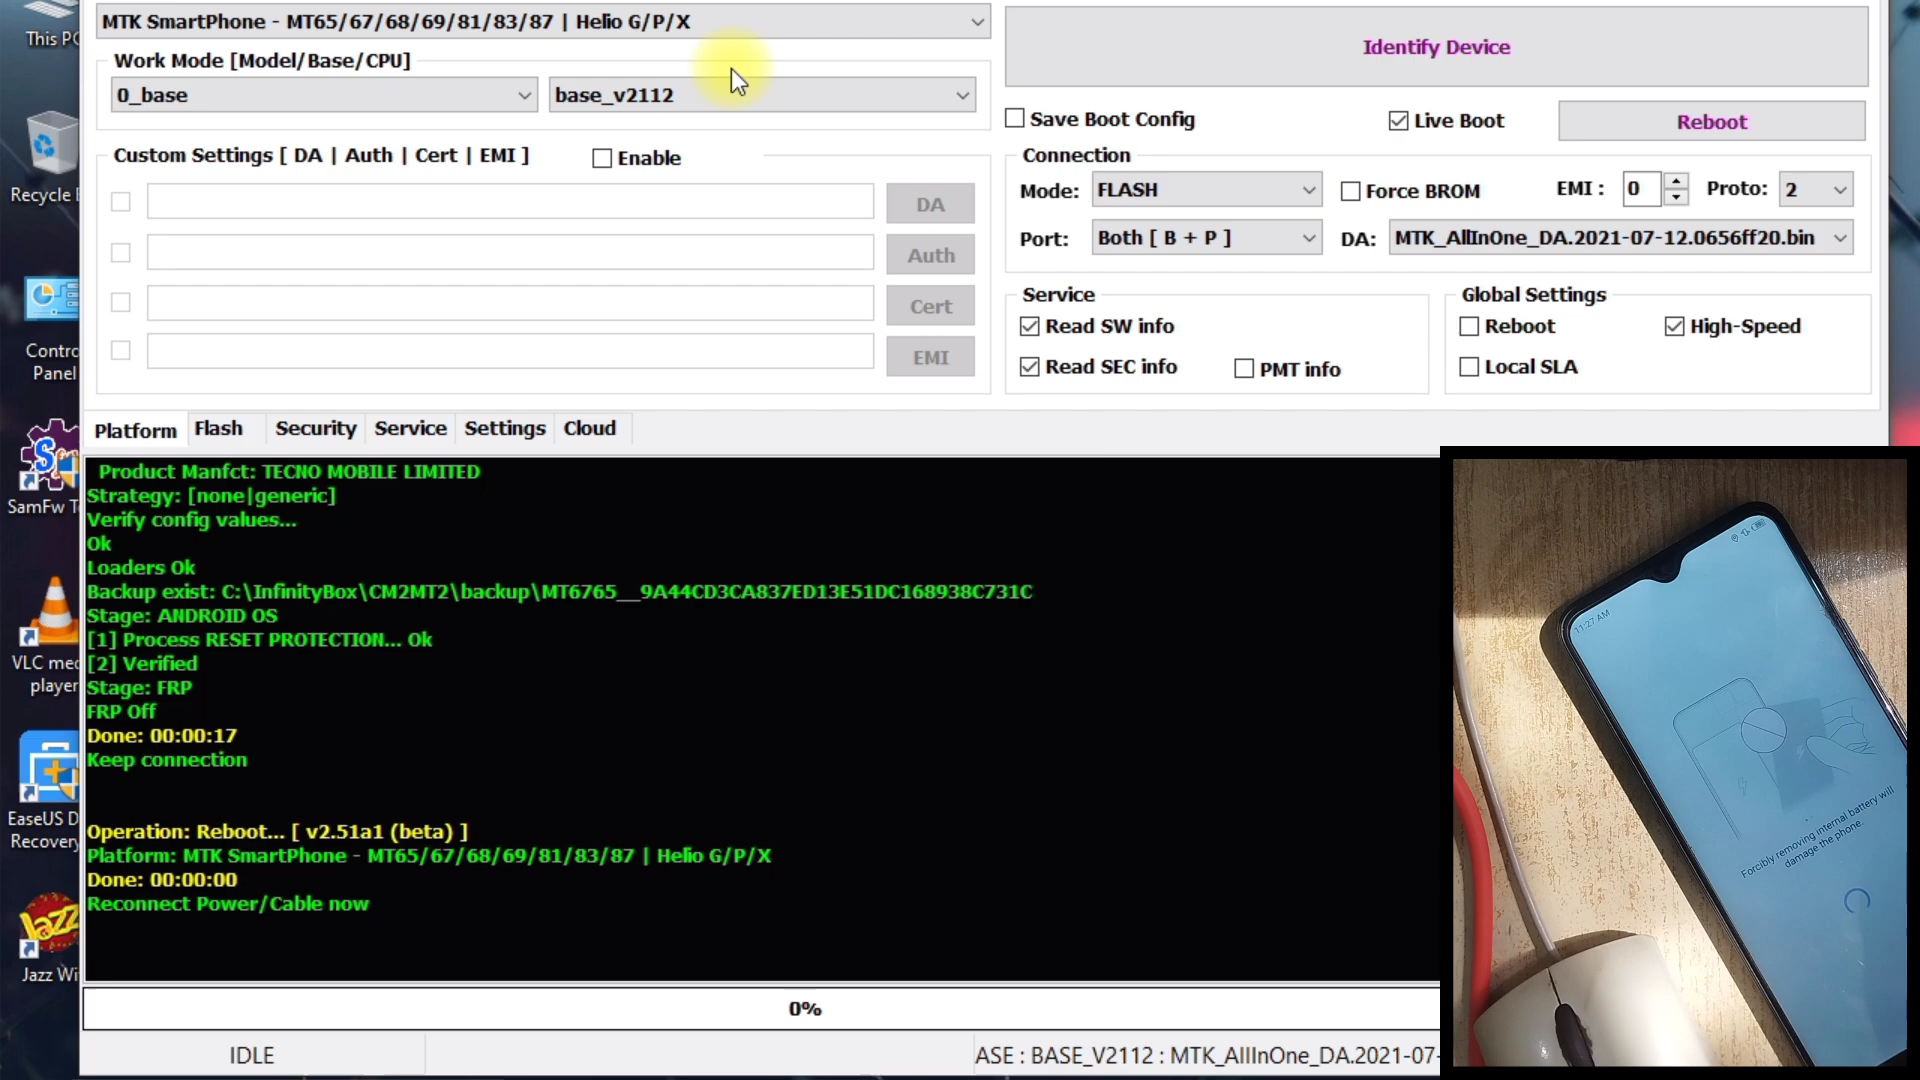 MTK SmartPhone - MT65/67/68/69/81/83/87 | Helio G/P/X
Identify Device
Work Mode [Model/Base/CPU]
0_base
base_v2112
Save Boot Config
Live Boot
Reboot
Custom Settings [ DA | Auth | Cert | EMI ]
Enable
DA
Auth
Cert
EMI
Connection
Mode:
FLASH
Force BROM
EMI :
0
Proto:
2
Port:
Both [ B + P ]
DA:
MTK_AllInOne_DA.2021-07-12.0656ff20.bin
Service
Read SW info
Read SEC info
PMT info
Global Settings
Reboot
High-Speed
Local SLA
Platform
Flash
Security
Service
Settings
Cloud
Product Manfct: TECNO MOBILE LIMITED
Strategy: [none|generic]
Verify config values...
Ok
Loaders Ok
Backup exist: C:\InfinityBox\CM2MT2\backup\MT6765__9A44CD3CA837ED13E51DC168938C731C
Stage: ANDROID OS
[1] Process RESET PROTECTION... Ok
[2] Verified
Stage: FRP
FRP Off
Done: 00:00:17
Keep connection
Operation: Reboot... [ v2.51a1 (beta) ]
Platform: MTK SmartPhone - MT65/67/68/69/81/83/87 | Helio G/P/X
Done: 00:00:00
Reconnect Power/Cable now
0%
IDLE
ASE : BASE_V2112 : MTK_AllInOne_DA.2021-07-
This PC
Recycle
Contro
Panel
SamFw T
VLC med
player
EaseUS D
Recovery
Jazz
Jazz Wi
11:27 AM
Forcibly removing internal battery will
damage the phone.